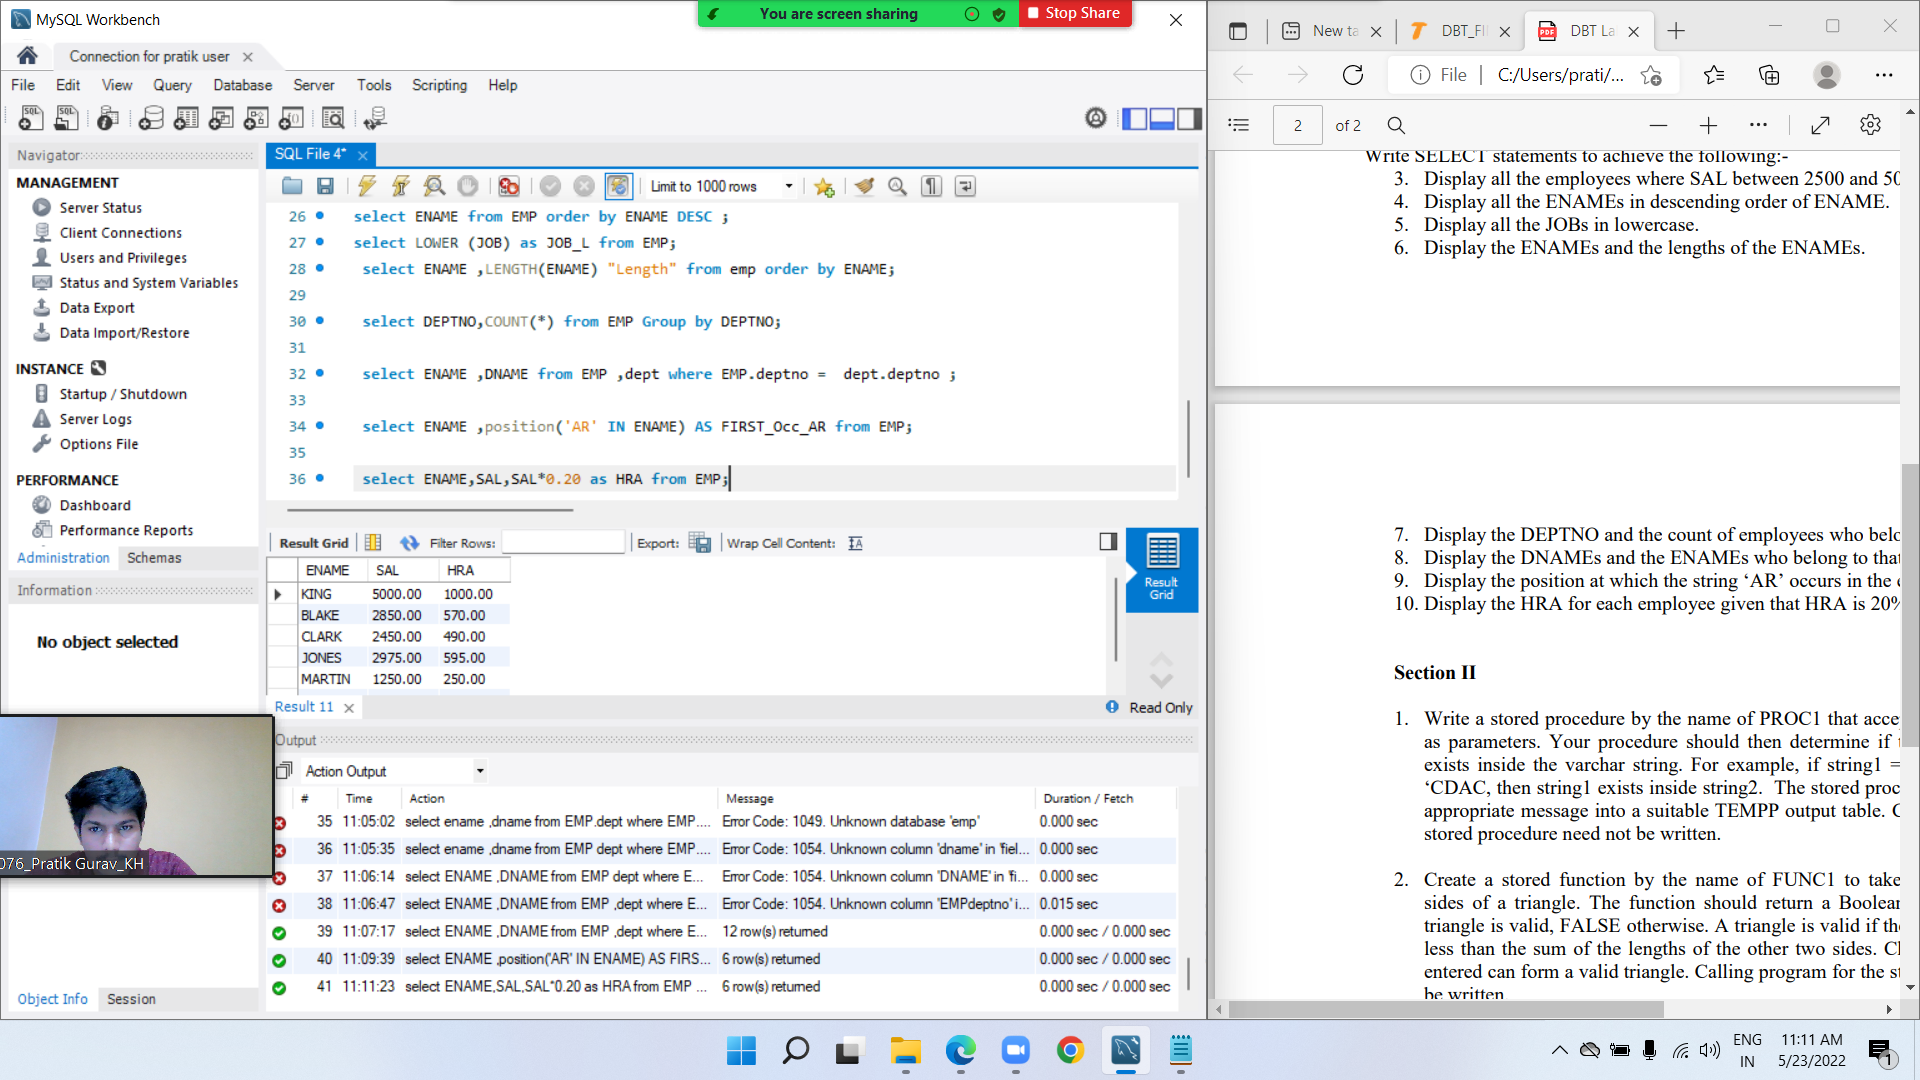 MySQL Workbench
You are screen sharing
Stop Share
Connection for pratik user
File Edit View Query Database Server Tools Scripting Help
Navigator
MANAGEMENT
Server Status
Client Connections
Users and Privileges
Status and System Variables
Data Export
Data Import/Restore
INSTANCE
Startup / Shutdown
Server Logs
Options File
PERFORMANCE
Dashboard
Performance Reports
Administration Schemas
Information
No object selected
076_Pratik Gurav_KH
Object Info Session
SQL File 4*
Limit to 1000 rows
26 select ENAME from EMP order by ENAME DESC ;
27 select LOWER (JOB) as JOB_L from EMP;
28 select ENAME ,LENGTH(ENAME) "Length" from emp order by ENAME;
29
30 select DEPTNO,COUNT(*) from EMP Group by DEPTNO;
31
32 select ENAME ,DNAME from EMP ,dept where EMP.deptno = dept.deptno ;
33
34 select ENAME ,position('AR' IN ENAME) AS FIRST_Occ_AR from EMP;
35
36 select ENAME,SAL,SAL*0.20 as HRA from EMP;
Result Grid Filter Rows: Export: Wrap Cell Content:
ENAME SAL HRA
KING 5000.00 1000.00
BLAKE 2850.00 570.00
CLARK 2450.00 490.00
JONES 2975.00 595.00
MARTIN 1250.00 250.00
Result Grid
Result 11
Read Only
Output
Action Output
# Time Action Message Duration / Fetch
35 11:05:02 select ename ,dname from EMP.dept where EMP.... Error Code: 1049. Unknown database 'emp' 0.000 sec
36 11:05:35 select ename ,dname from EMP dept where EMP.... Error Code: 1054. Unknown column 'dname' in 'fiel... 0.000 sec
37 11:06:14 select ENAME ,DNAME from EMP dept where E... Error Code: 1054. Unknown column 'DNAME' in 'fi... 0.000 sec
38 11:06:47 select ENAME ,DNAME from EMP ,dept where E... Error Code: 1054. Unknown column 'EMPdeptno' i... 0.015 sec
39 11:07:17 select ENAME ,DNAME from EMP ,dept where E... 12 row(s) returned 0.000 sec / 0.000 sec
40 11:09:39 select ENAME ,position('AR' IN ENAME) AS FIRS... 6 row(s) returned 0.000 sec / 0.000 sec
41 11:11:23 select ENAME,SAL,SAL*0.20 as HRA from EMP ... 6 row(s) returned 0.000 sec / 0.000 sec
New ta DBT_FI DBT La
File C:/Users/prati/...
2 of 2
Write SELECT statements to achieve the following:-
3. Display all the employees where SAL between 2500 and 50
4. Display all the ENAMEs in descending order of ENAME.
5. Display all the JOBs in lowercase.
6. Display the ENAMEs and the lengths of the ENAMEs.
7. Display the DEPTNO and the count of employees who belo
8. Display the DNAMEs and the ENAMEs who belong to that
9. Display the position at which the string ‘AR’ occurs in the e
10. Display the HRA for each employee given that HRA is 20%
Section II
1. Write a stored procedure by the name of PROC1 that acce
as parameters. Your procedure should then determine if t
exists inside the varchar string. For example, if string1 =
‘CDAC, then string1 exists inside string2. The stored proc
appropriate message into a suitable TEMPP output table. C
stored procedure need not be written.
2. Create a stored function by the name of FUNC1 to take
sides of a triangle. The function should return a Boolean
triangle is valid, FALSE otherwise. A triangle is valid if the
less than the sum of the lengths of the other two sides. Cl
entered can form a valid triangle. Calling program for the st
be written
ENG
IN
11:11 AM
5/23/2022
1